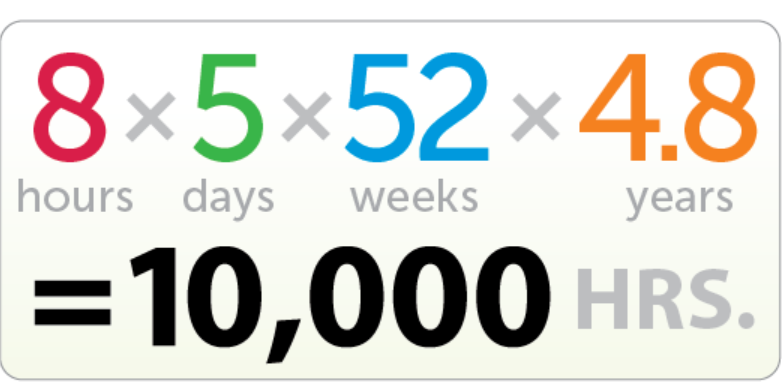 8 × 5 × 52 × 4.8
hours days weeks years
= 10,000 HRS.